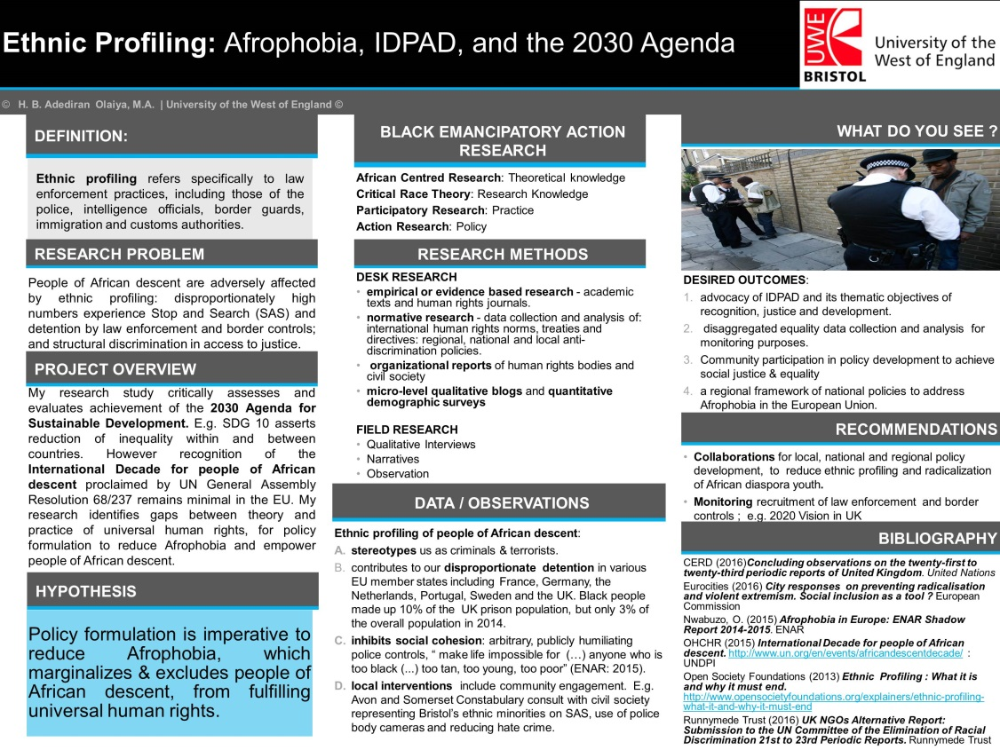 Ethnic Profiling: Afrophobia, IDPAD, and the 2030 Agenda
UWE
BRISTOL
University of the
West of England
© H. B. Adediran Olaiya, M.A. | University of the West of England ©
DEFINITION:
Ethnic profiling refers specifically to law
enforcement practices, including those of the
police, intelligence officials, border guards,
immigration and customs authorities.
RESEARCH PROBLEM
People of African descent are adversely affected
by ethnic profiling: disproportionately high
numbers experience Stop and Search (SAS) and
detention by law enforcement and border controls;
and structural discrimination in access to justice.
PROJECT OVERVIEW
My research study critically assesses and
evaluates achievement of the 2030 Agenda for
Sustainable Development. E.g. SDG 10 asserts
reduction of inequality within and between
countries. However recognition of the
International Decade for people of African
descent proclaimed by UN General Assembly
Resolution 68/237 remains minimal in the EU. My
research identifies gaps between theory and
practice of universal human rights, for policy
formulation to reduce Afrophobia and empower
people of African descent.
HYPOTHESIS
Policy formulation is imperative to
reduce Afrophobia, which
marginalizes & excludes people of
African descent, from fulfilling
universal human rights.
BLACK EMANCIPATORY ACTION
RESEARCH
African Centred Research: Theoretical knowledge
Critical Race Theory: Research Knowledge
Participatory Research: Practice
Action Research: Policy
RESEARCH METHODS
DESK RESEARCH
• empirical or evidence based research - academic
texts and human rights journals.
• normative research - data collection and analysis of:
international human rights norms, treaties and
directives: regional, national and local anti-
discrimination policies.
• organizational reports of human rights bodies and
civil society
• micro-level qualitative blogs and quantitative
demographic surveys
FIELD RESEARCH
• Qualitative Interviews
• Narratives
• Observation
DATA / OBSERVATIONS
Ethnic profiling of people of African descent:
A. stereotypes us as criminals & terrorists.
B. contributes to our disproportionate detention in various
EU member states including France, Germany, the
Netherlands, Portugal, Sweden and the UK. Black people
made up 10% of the UK prison population, but only 3% of
the overall population in 2014.
C. inhibits social cohesion: arbitrary, publicly humiliating
police controls, “ make life impossible for (…) anyone who is
too black (...) too tan, too young, too poor” (ENAR: 2015).
D. local interventions include community engagement. E.g.
Avon and Somerset Constabulary consult with civil society
representing Bristol’s ethnic minorities on SAS, use of police
body cameras and reducing hate crime.
WHAT DO YOU SEE ?
DESIRED OUTCOMES:
1. advocacy of IDPAD and its thematic objectives of
recognition, justice and development.
2. disaggregated equality data collection and analysis for
monitoring purposes.
3. Community participation in policy development to achieve
social justice & equality
4. a regional framework of national policies to address
Afrophobia in the European Union.
RECOMMENDATIONS
• Collaborations for local, national and regional policy
development, to reduce ethnic profiling and radicalization
of African diaspora youth.
• Monitoring recruitment of law enforcement and border
controls ; e.g. 2020 Vision in UK
BIBLIOGRAPHY
CERD (2016)Concluding observations on the twenty-first to
twenty-third periodic reports of United Kingdom. United Nations
Eurocities (2016) City responses on preventing radicalisation
and violent extremism. Social inclusion as a tool ? European
Commission
Nwabuzo, O. (2015) Afrophobia in Europe: ENAR Shadow
Report 2014-2015. ENAR
OHCHR (2015) International Decade for people of African
descent. http://www.un.org/en/events/africandescentdecade/ :
UNDPI
Open Society Foundations (2013) Ethnic Profiling : What it is
and why it must end.
http://www.opensocietyfoundations.org/explainers/ethnic-profiling-
what-it-and-why-it-must-end
Runnymede Trust (2016) UK NGOs Alternative Report:
Submission to the UN Committee of the Elimination of Racial
Discrimination 21st to 23rd Periodic Reports. Runnymede Trust